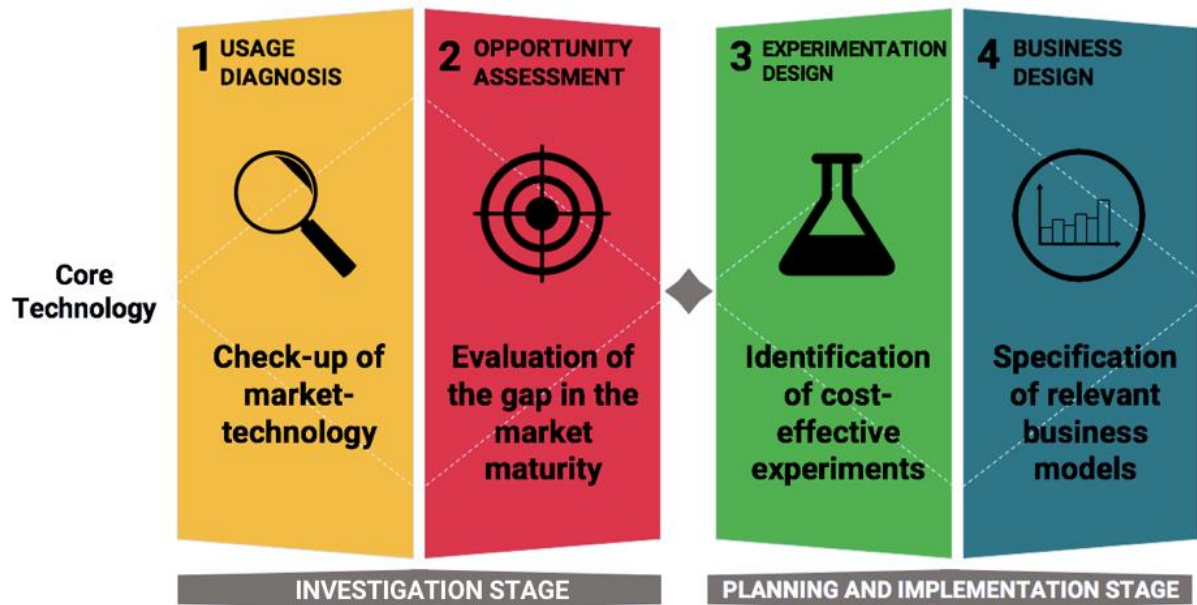 Core
Technology
1 USAGE
DIAGNOSIS
Check-up of
market-
technology
2 OPPORTUNITY
ASSESSMENT
Evaluation of
the gap in the
market
maturity
3 EXPERIMENTATION
DESIGN
Identification
of cost-
effective
experiments
4 BUSINESS
DESIGN
Specification
of relevant
business
models
INVESTIGATION STAGE
PLANNING AND IMPLEMENTATION STAGE